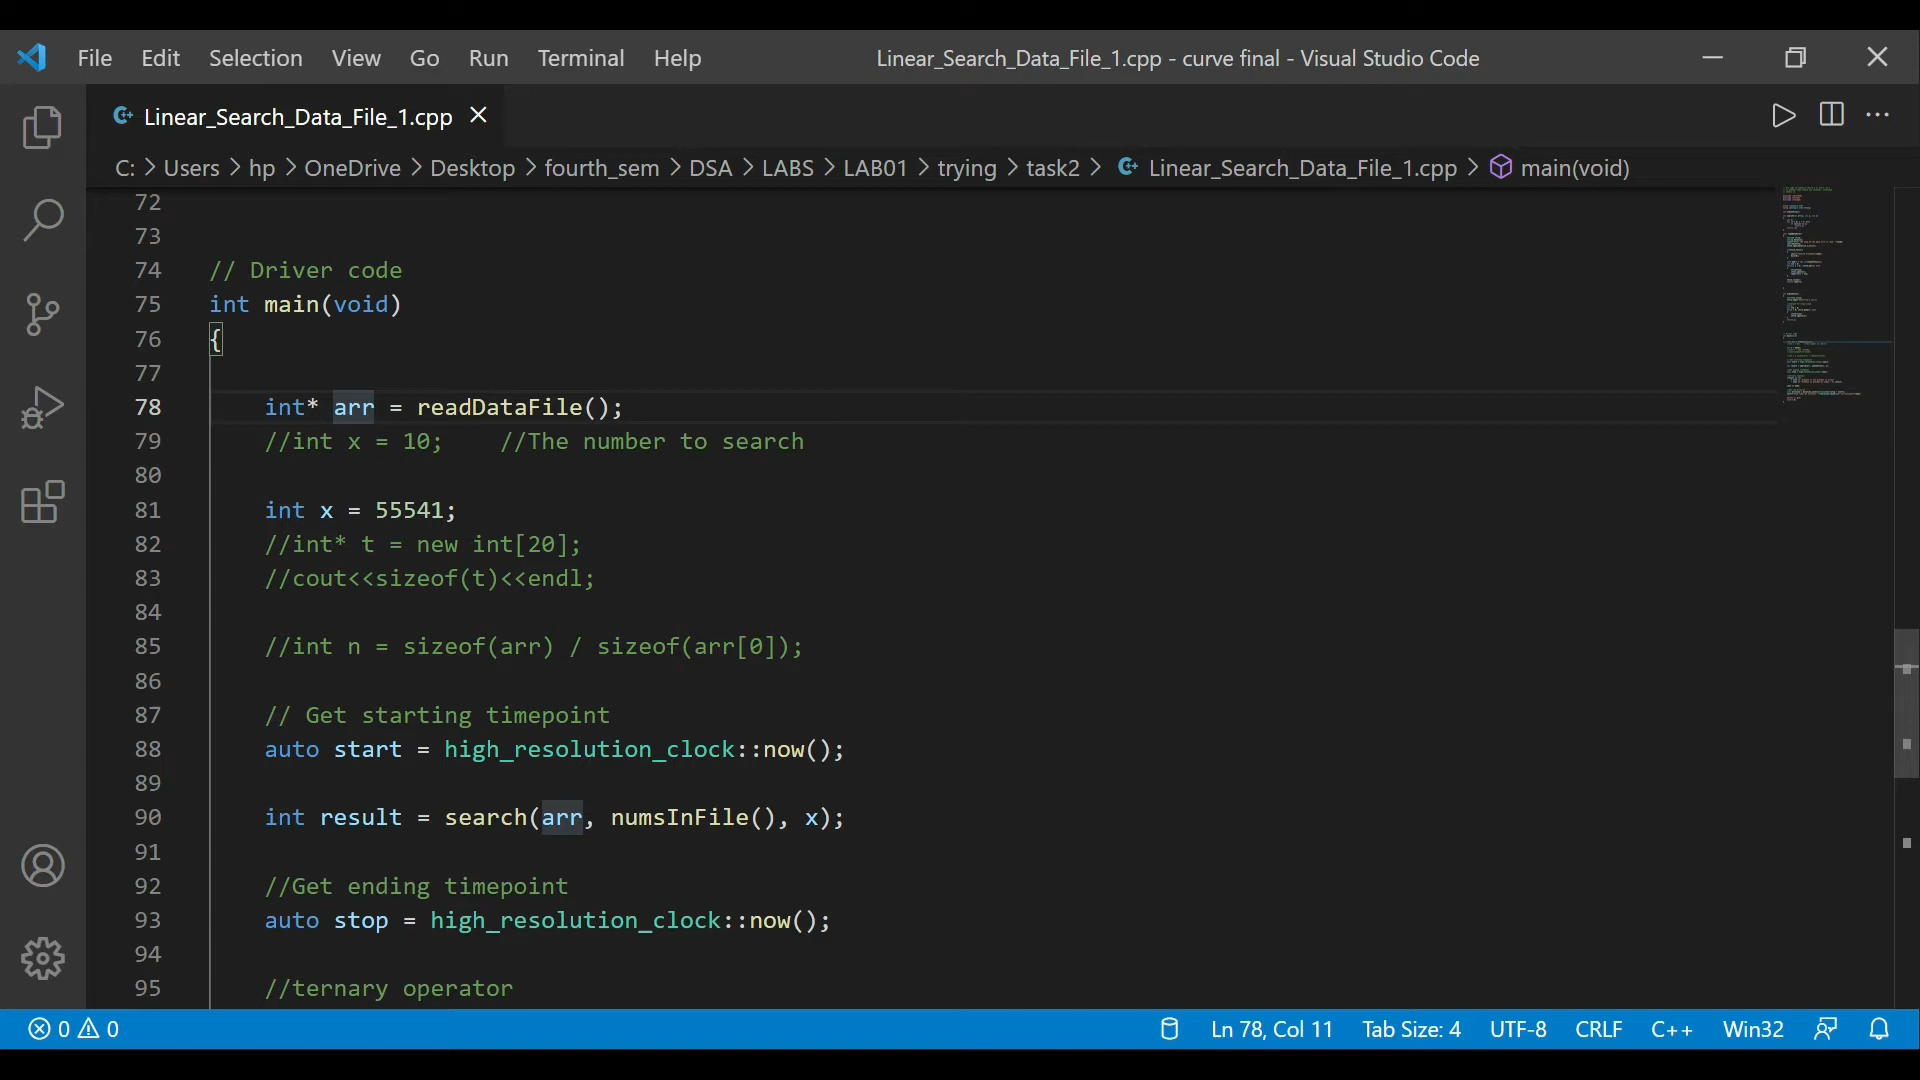 File Edit Selection View Go Run Terminal Help Linear_Search_Data_File_1.cpp - curve final - Visual Studio Code
Linear_Search_Data_File_1.cpp
C: > Users > hp > OneDrive > Desktop > fourth_sem > DSA > LABS > LAB01 > trying > task2 > Linear_Search_Data_File_1.cpp > main(void)
72
73
74 // Driver code
75 int main(void)
76 {
77
78 int* arr = readDataFile();
79 //int x = 10; //The number to search
80
81 int x = 55541;
82 //int* t = new int[20];
83 //cout<<sizeof(t)<<endl;
84
85 //int n = sizeof(arr) / sizeof(arr[0]);
86
87 // Get starting timepoint
88 auto start = high_resolution_clock::now();
89
90 int result = search(arr, numsInFile(), x);
91
92 //Get ending timepoint
93 auto stop = high_resolution_clock::now();
94
95 //ternary operator
0 0 Ln 78, Col 11 Tab Size: 4 UTF-8 CRLF C++ Win32